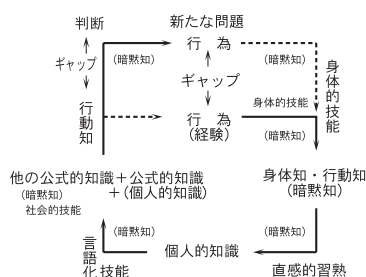 判断
新たな問題
(暗黙知)
行為
(暗黙知)
ギャップ
ギャップ
身体的技能
行動知
身体的技能
行為
(経験)
(暗黙知)
他の公式的知識+公式的知識
+(個人的知識)
(暗黙知)
社会的技能
身体知・行動知
(暗黙知)
言語化技能
(暗黙知)
個人的知識
(暗黙知)
直感的習熟